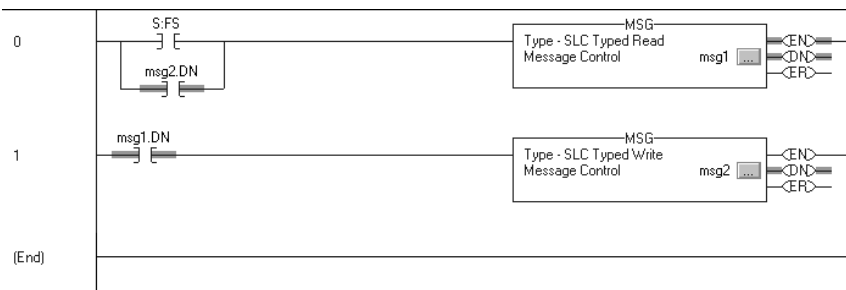 S:FS
MSG
0
Type - SLC Typed Read
EN
Message Control
msg1
...
DN
msg2.DN
ER
msg1.DN
MSG
1
Type - SLC Typed Write
EN
Message Control
msg2
...
DN
ER
(End)